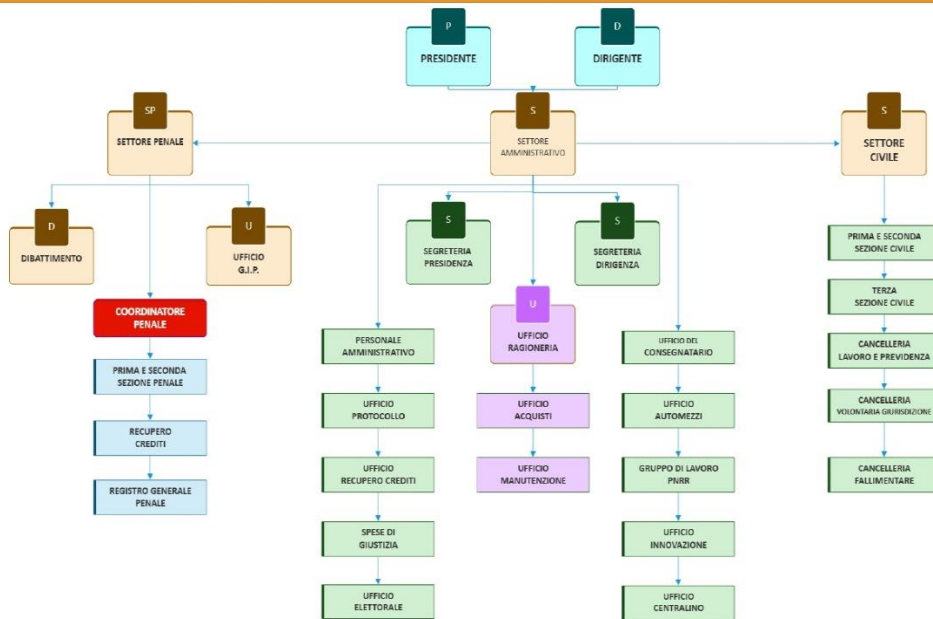 P
PRESIDENTE
D
DIRIGENTE
SP
SETTORE PENALE
S
SETTORE
AMMINISTRATIVO
S
SETTORE
CIVILE
D
DIBATTIMENTO
U
UFFICIO
G.I.P.
COORDINATORE
PENALE
PRIMA E SECONDA
SEZIONE PENALE
RECUPERO
CREDITI
REGISTRO GENERALE
PENALE
S
SEGRETERIA
PRESIDENZA
S
SEGRETERIA
DIRIGENZA
PERSONALE
AMMINISTRATIVO
UFFICIO
PROTOCOLLO
UFFICIO
RECUPERO CREDITI
SPESE DI
GIUSTIZIA
UFFICIO
ELETTORALE
U
UFFICIO
RAGIONERIA
UFFICIO
ACQUISTI
UFFICIO
MANUTENZIONE
UFFICIO DEL
CONSEGNATARIO
UFFICIO
AUTOMEZZI
GRUPPO DI LAVORO
PNRR
UFFICIO
INNOVAZIONE
UFFICIO
CENTRALINO
PRIMA E SECONDA
SEZIONE CIVILE
TERZA
SEZIONE CIVILE
CANCELLERIA
LAVORO E PREVIDENZA
CANCELLERIA
VOLONTARIA GIURISDIZIONE
CANCELLERIA
FALLIMENTARE